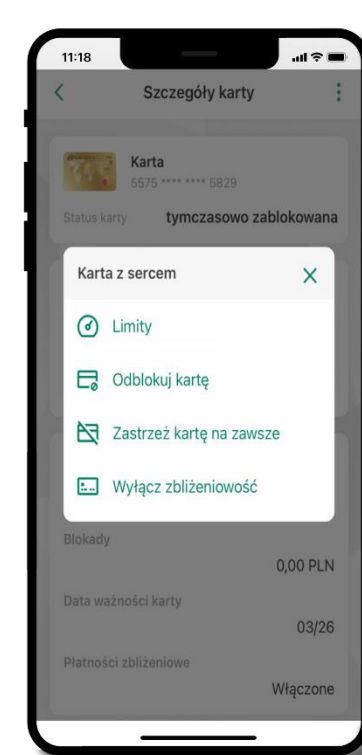 11:18
Szczegóły karty
Karta
5575 **** **** 5829
Status karty tymczasowo zablokowana
Karta z sercem
Limity
Odblokuj kartę
Zastrzeż kartę na zawsze
Wyłącz zbliżeniowość
Blokady
0,00 PLN
Data ważności karty
03/26
Płatności zbliżeniowe
Włączone